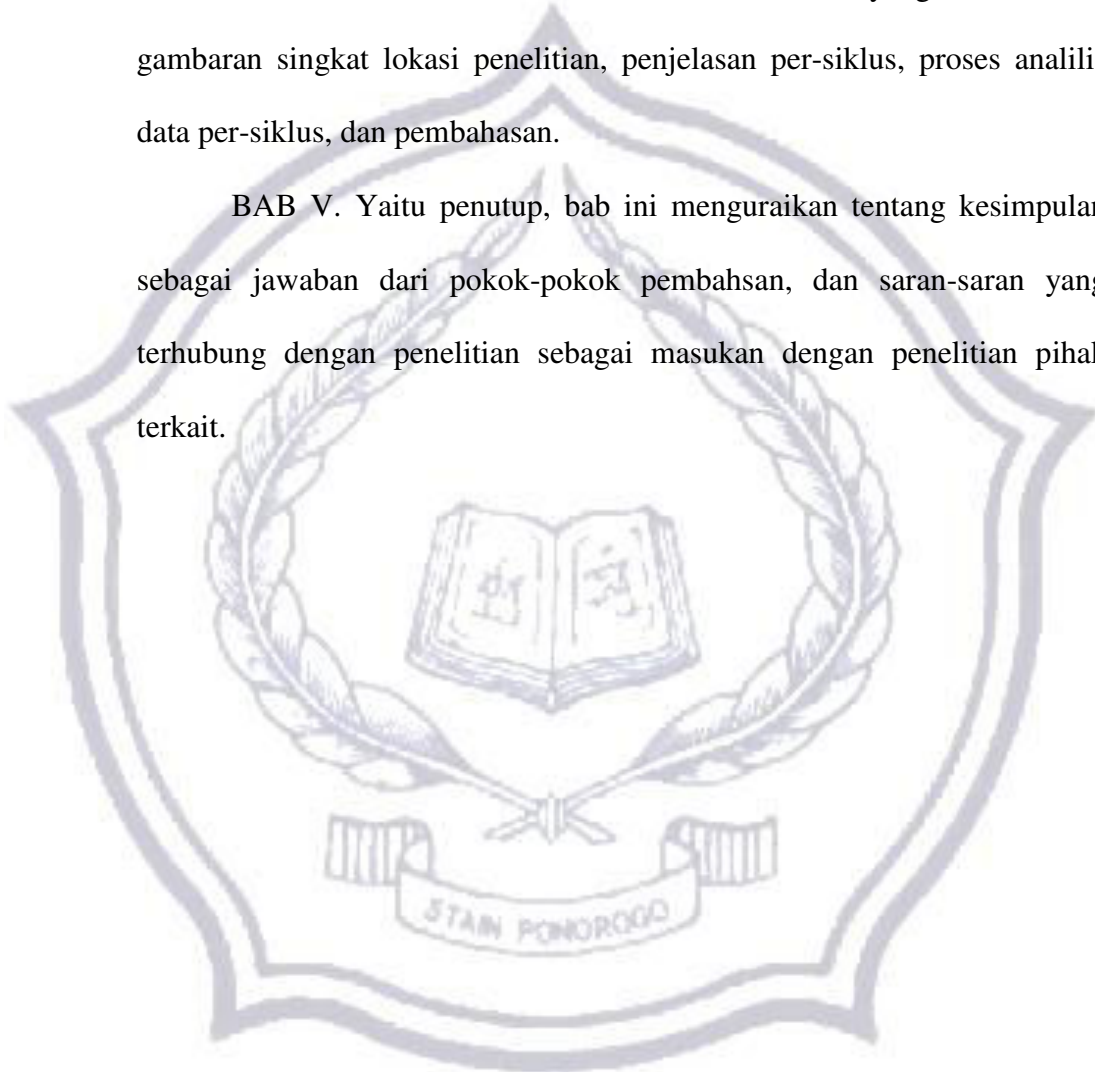 gambaran singkat lokasi penelitian, penjelasan per-siklus, proses analili
data per-siklus, dan pembahasan.
BAB V. Yaitu penutup, bab ini menguraikan tentang kesimpulan
sebagai jawaban dari pokok-pokok pembahsan, dan saran-saran yang
terhubung dengan penelitian sebagai masukan dengan penelitian pihak
terkait.
STAIN PONOROGO